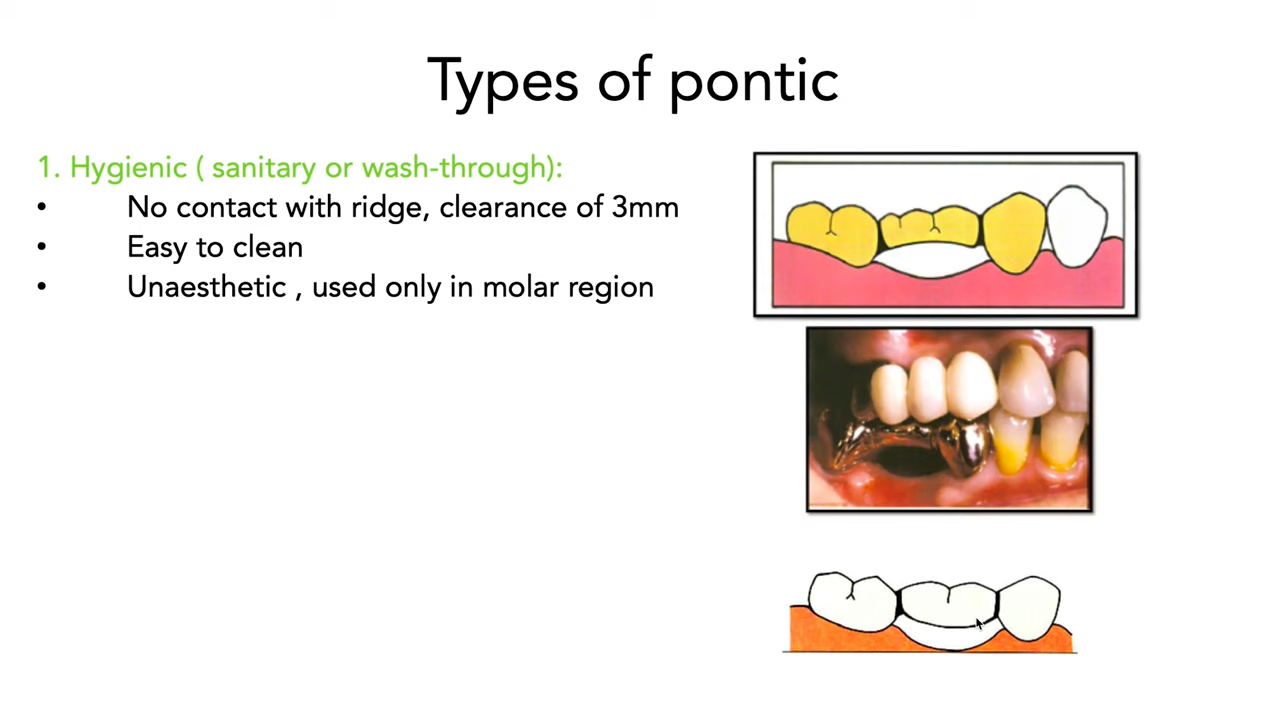 Types of pontic
1. Hygienic ( sanitary or wash-through):
• No contact with ridge, clearance of 3mm
• Easy to clean
• Unaesthetic , used only in molar region